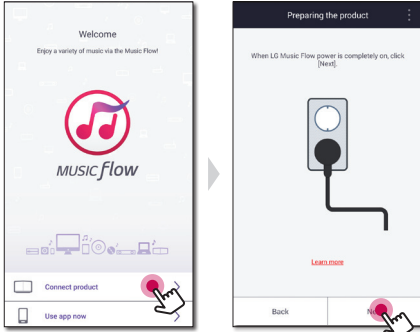 Welcome
Enjoy a variety of music via the Music Flow!
MUSIC flow
Connect product
Use app now
Preparing the product
When LG Music Flow power is completely on, click
[Next].
Learn more
Back